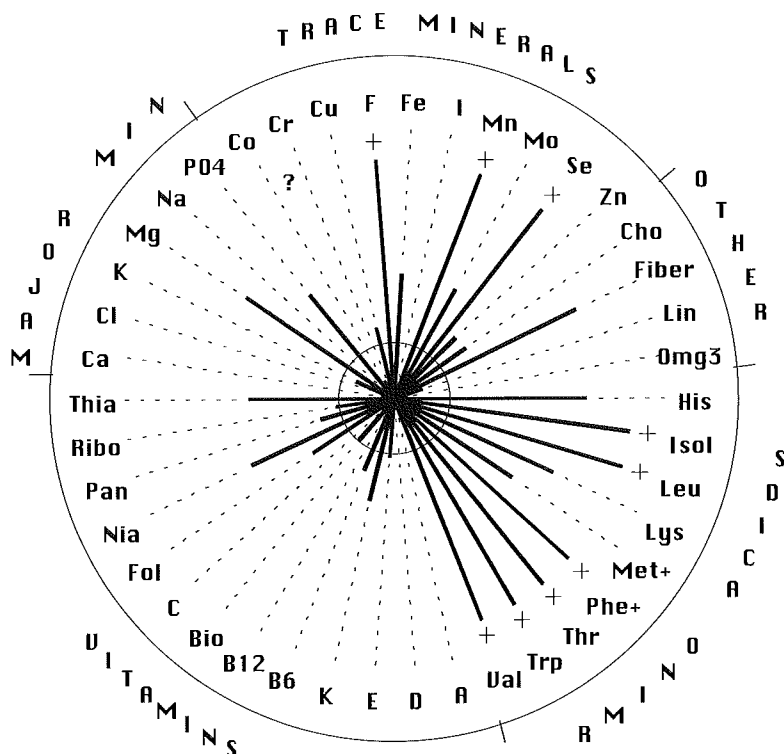 TRACE MINERALS
OTHER
AMINO ACIDS
VITAMINS
MAJOR MIN
Co
Cr
Cu
F
Fe
I
Mn
Mo
Se
Zn
Cho
Fiber
Lin
Omg3
His
Isol
Leu
Lys
Met+
Phe+
Thr
Trp
Val
A
D
E
K
B6
B12
Bio
C
Fol
Nia
Pan
Ribo
Thia
Ca
Cl
K
Mg
Na
PO4
?
+
+
+
+
+
+
+
+
+